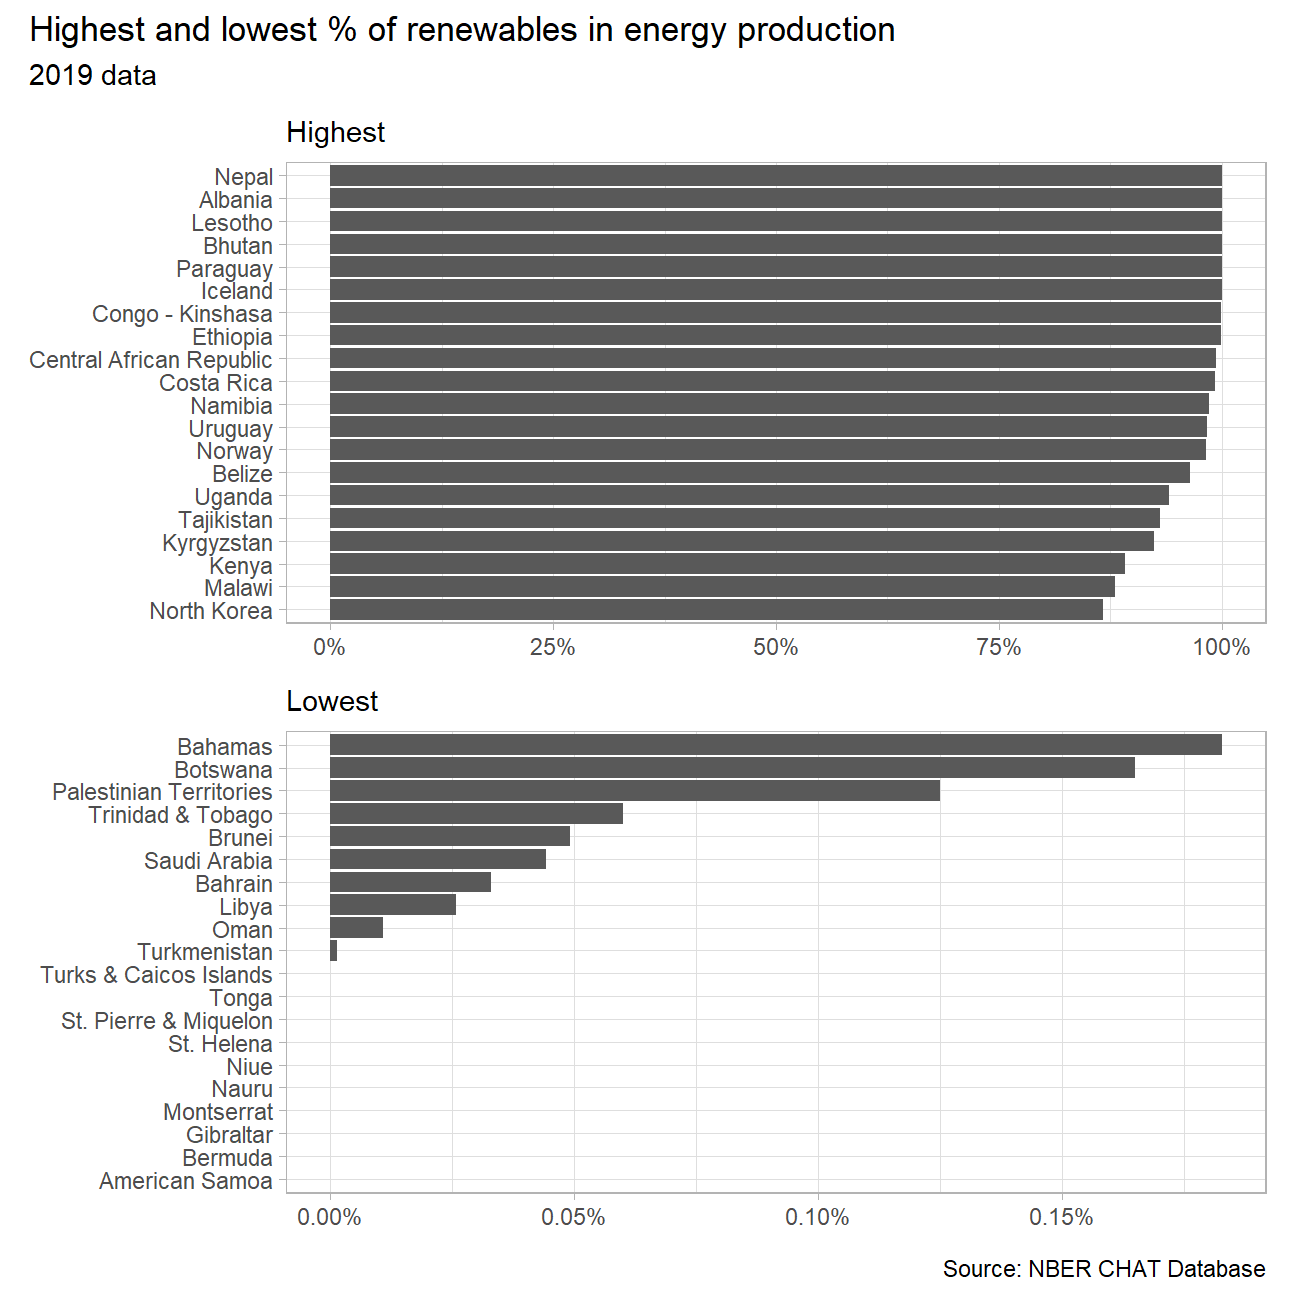 Highest and lowest % of renewables in energy production
2019 data
Highest
Nepal
Albania
Lesotho
Bhutan
Paraguay
Iceland
Congo - Kinshasa
Ethiopia
Central African Republic
Costa Rica
Namibia
Uruguay
Norway
Belize
Uganda
Tajikistan
Kyrgyzstan
Kenya
Malawi
North Korea
0% 25% 50% 75% 100%
Lowest
Bahamas
Botswana
Palestinian Territories
Trinidad & Tobago
Brunei
Saudi Arabia
Bahrain
Libya
Oman
Turkmenistan
Turks & Caicos Islands
Tonga
St. Pierre & Miquelon
St. Helena
Niue
Nauru
Montserrat
Gibraltar
Bermuda
American Samoa
0.00% 0.05% 0.10% 0.15%
Source: NBER CHAT Database